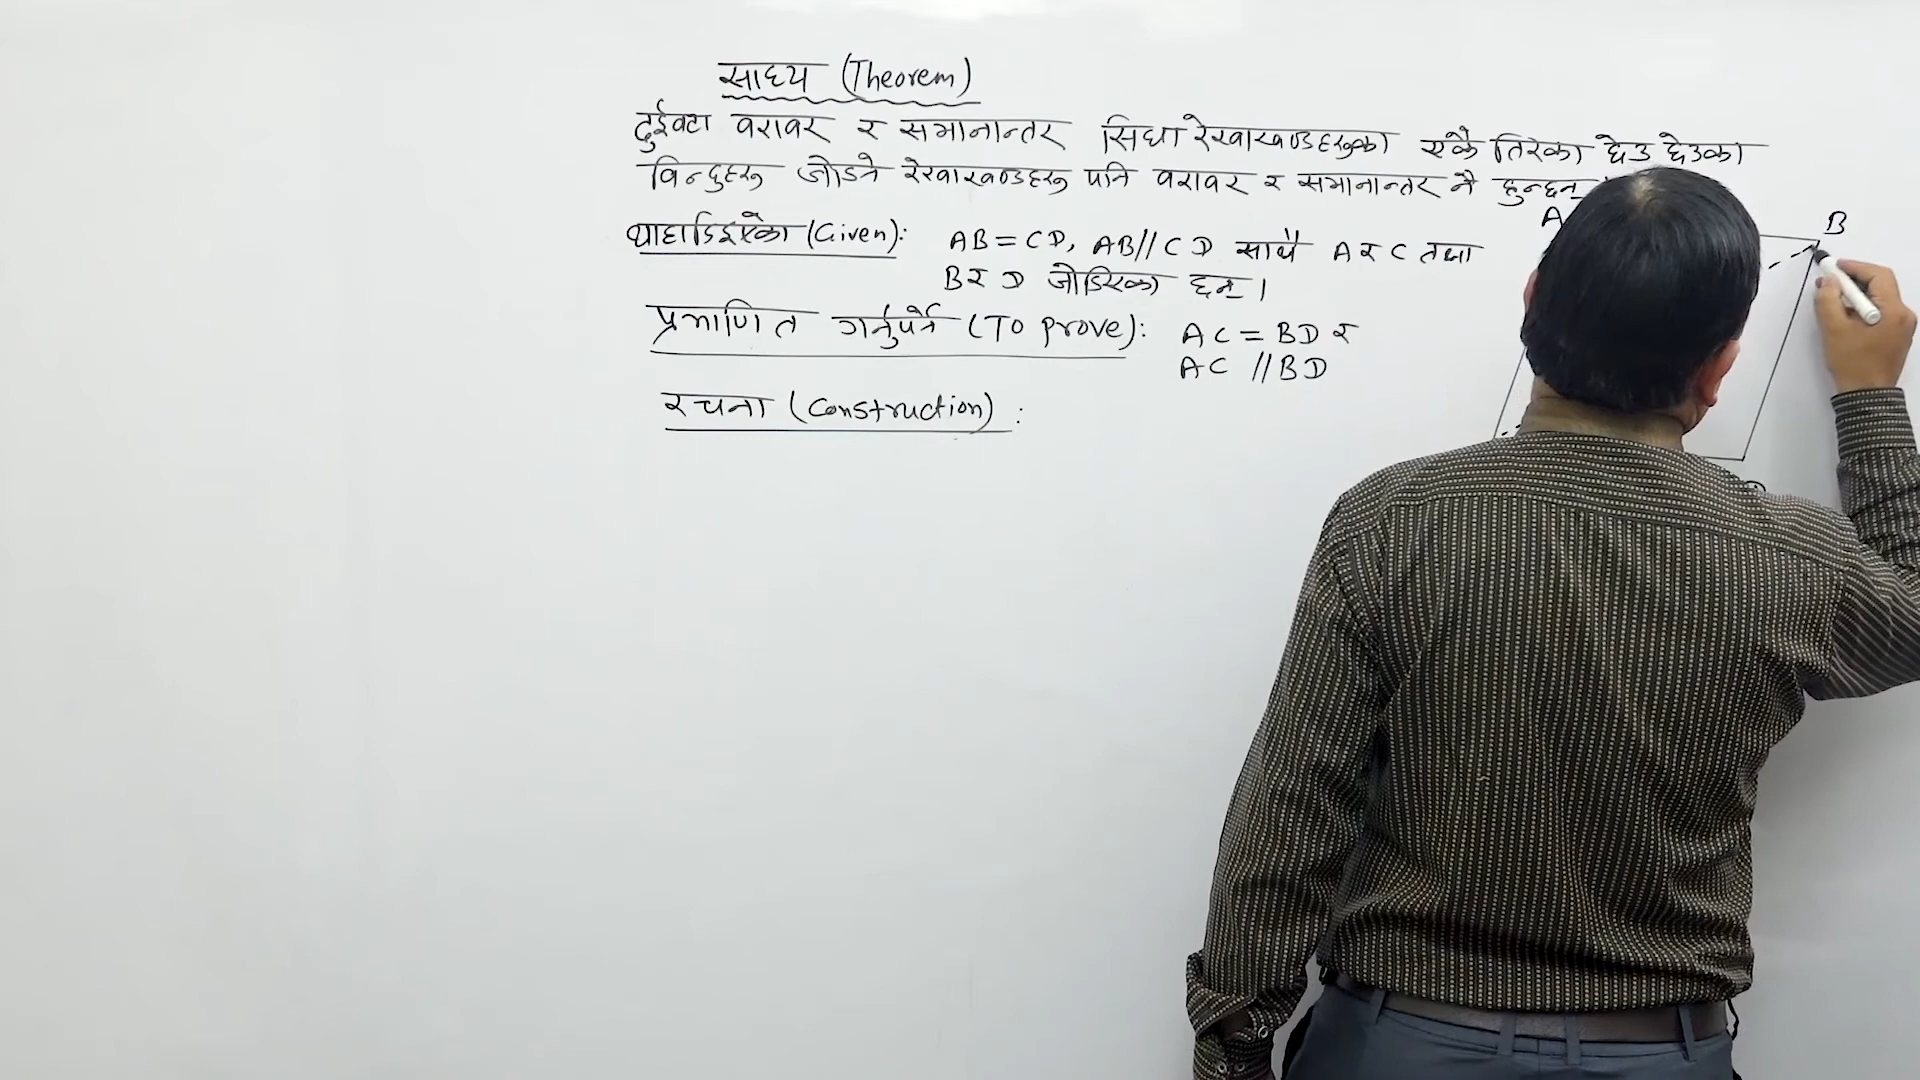 साध्य (Theorem)
दुईवटा बराबर र समानान्तर सिधा रेखाखण्डहरुका एकै तिरका छेउ छेउका
बिन्दुहरु जोड्ने रेखाखण्डहरु पनि बराबर र समानान्तर नै हुन्छन्
थाहा दिइएको (Given): AB = CD, AB // CD साथै A र C तथा
B र D जोडिएका छन् ।
प्रमाणित गर्नुपर्ने (To prove): AC = BD र
AC // BD
रचना (Construction) :
A
B